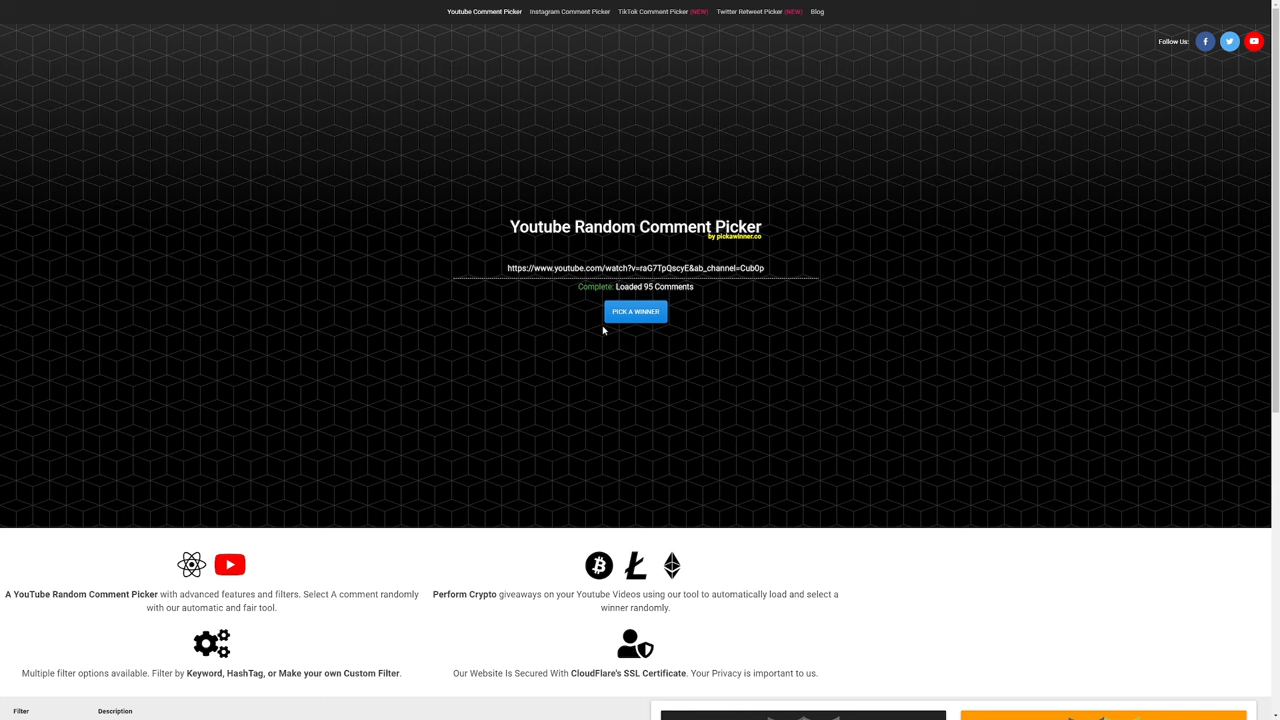 Youtube Comment Picker Instagram Comment Picker TikTok Comment Picker (NEW) Twitter Retweet Picker (NEW) Blog
Follow Us:
Youtube Random Comment Picker
by pickawinner.co
https://www.youtube.com/watch?v=raG7TpQscyE&ab_channel=Cub0p
Complete: Loaded 95 Comments
PICK A WINNER
A YouTube Random Comment Picker with advanced features and filters. Select A comment randomly
with our automatic and fair tool.
Perform Crypto giveaways on your Youtube Videos using our tool to automatically load and select a
winner randomly.
Multiple filter options available. Filter by Keyword, HashTag, or Make your own Custom Filter.
Our Website Is Secured With CloudFlare's SSL Certificate. Your Privacy is important to us.
Filter Description